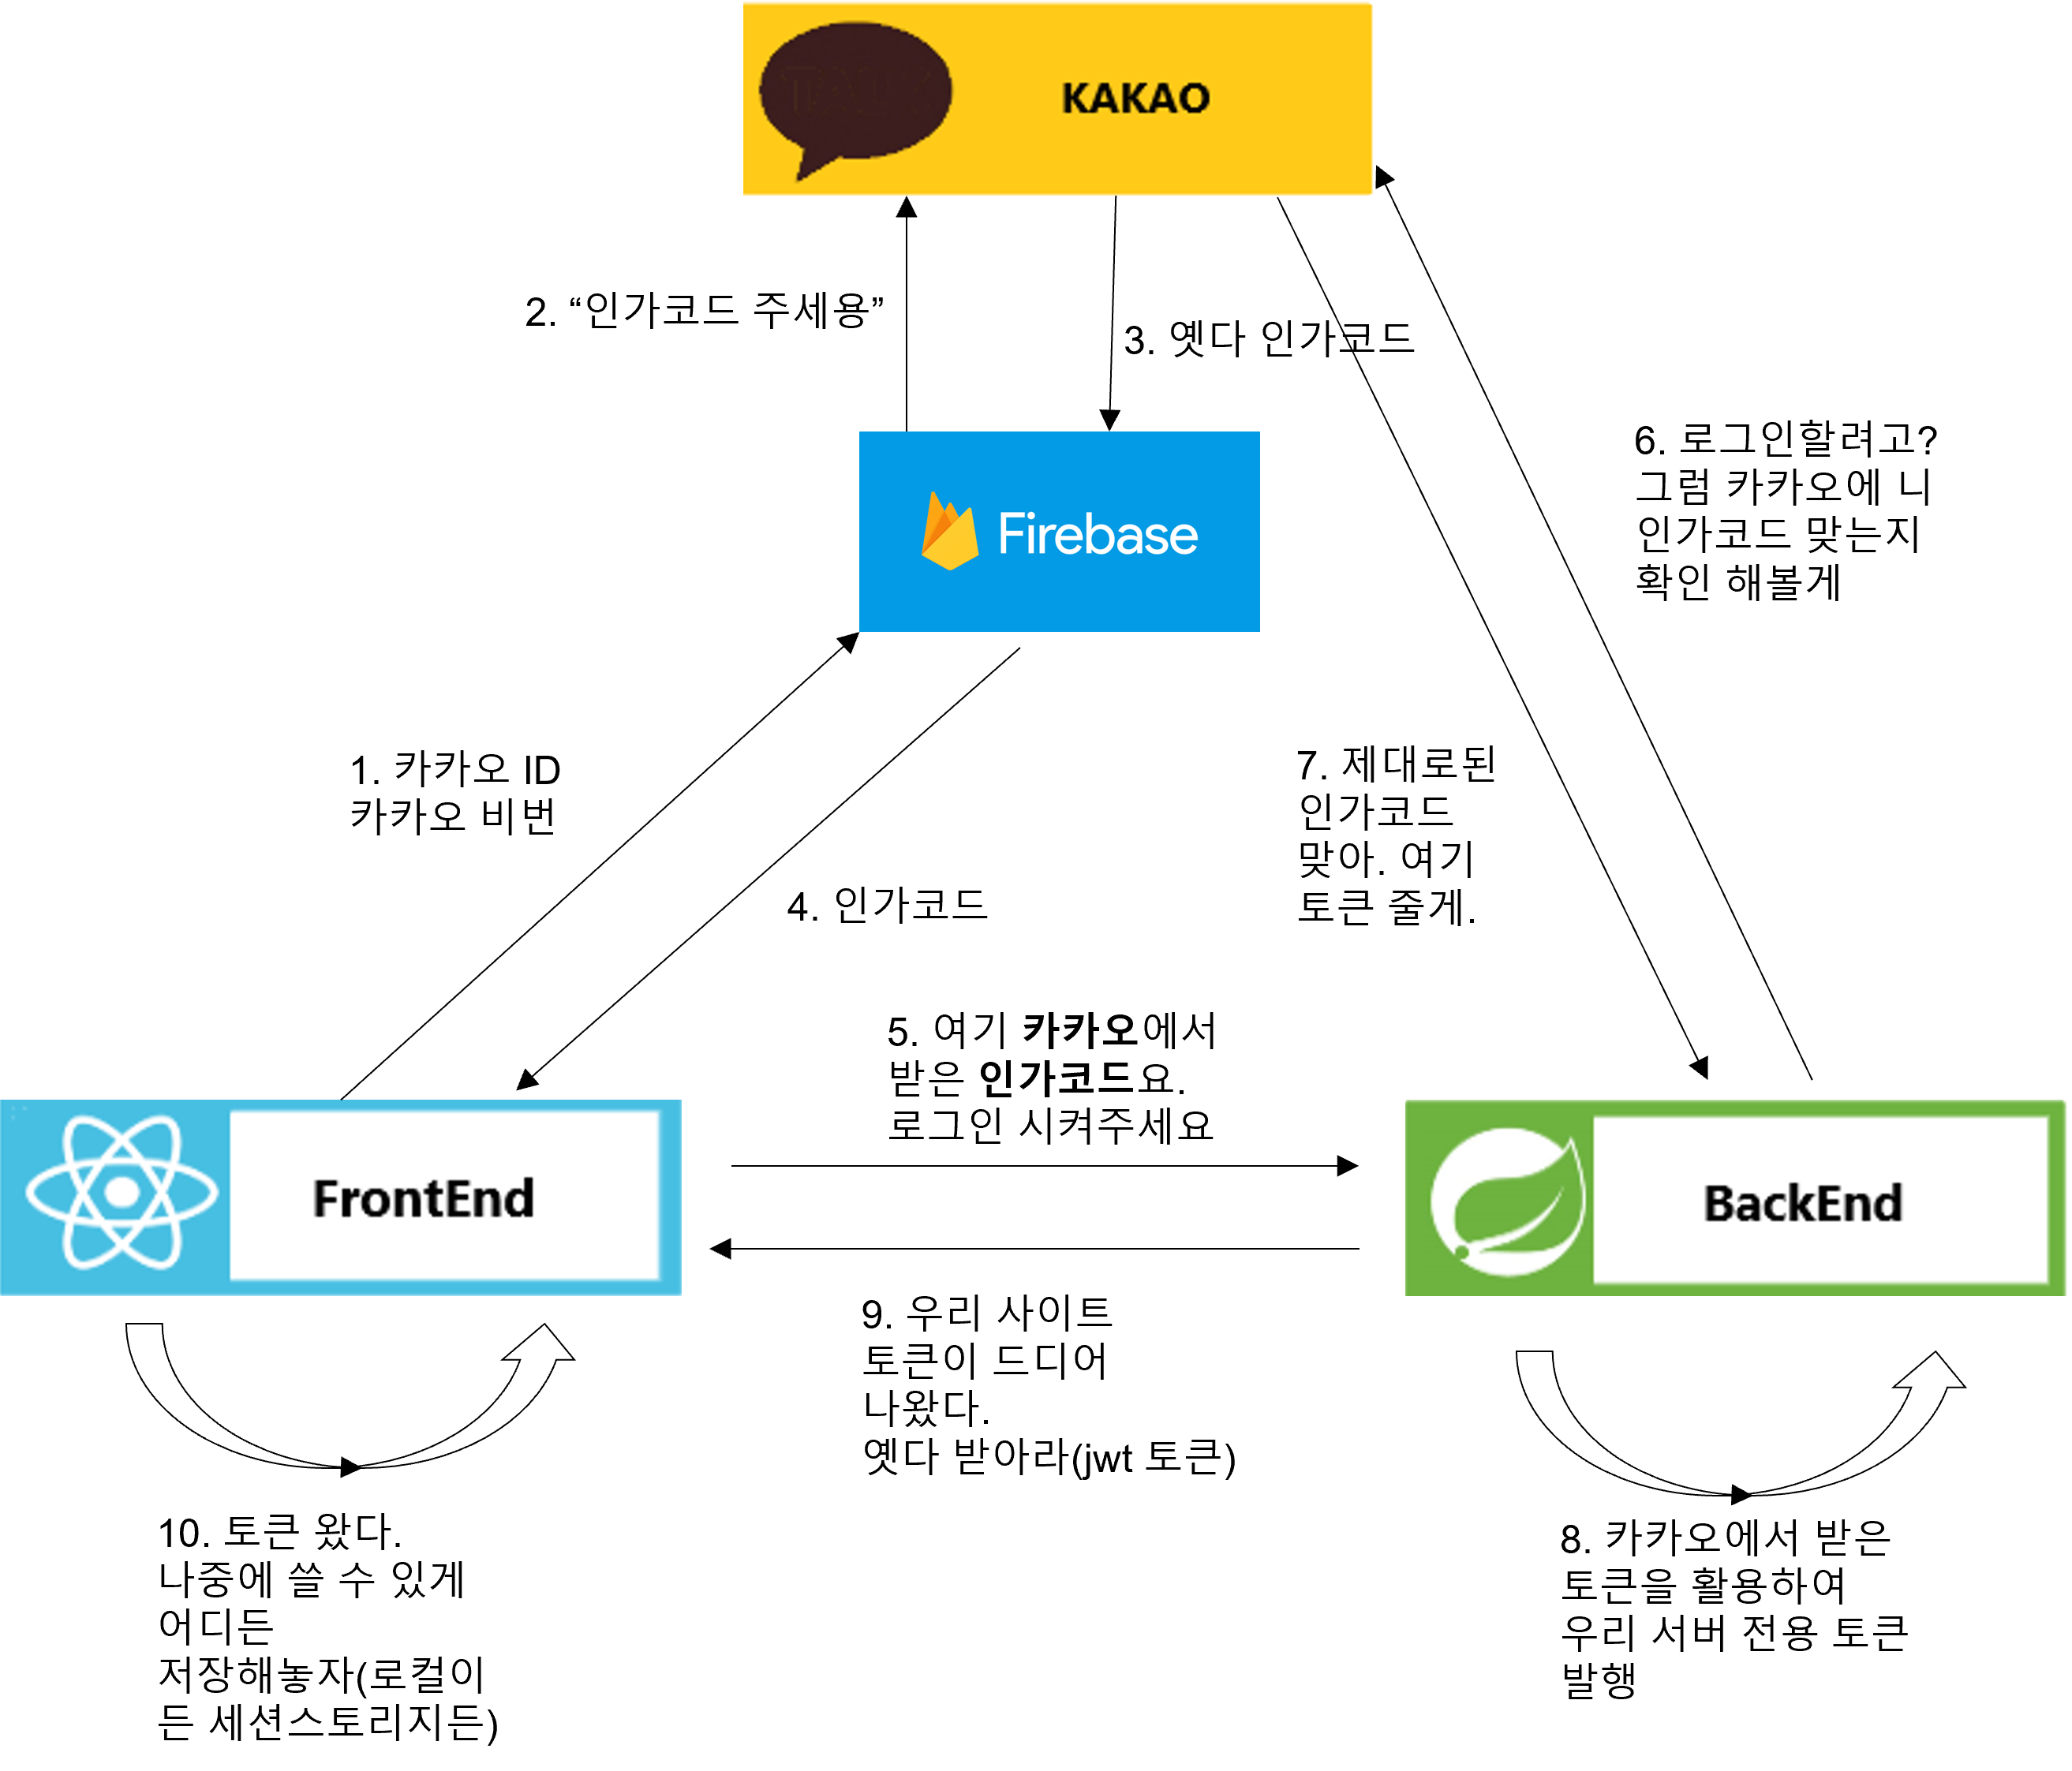 KAKAO
2. “인가코드 주세용”
3. 옛다 인가코드
Firebase
6. 로그인할려고?
그럼 카카오에 니
인가코드 맞는지
확인 해볼게
1. 카카오 ID
카카오 비번
7. 제대로된
인가코드
맞아. 여기
토큰 줄게.
4. 인가코드
5. 여기 카카오에서
받은 인가코드요.
로그인 시켜주세요
FrontEnd
BackEnd
9. 우리 사이트
토큰이 드디어
나왔다.
옛다 받아라(jwt 토큰)
10. 토큰 왔다.
나중에 쓸 수 있게
어디든
저장해놓자(로컬이
든 세션스토리지든)
8. 카카오에서 받은
토큰을 활용하여
우리 서버 전용 토큰
발행